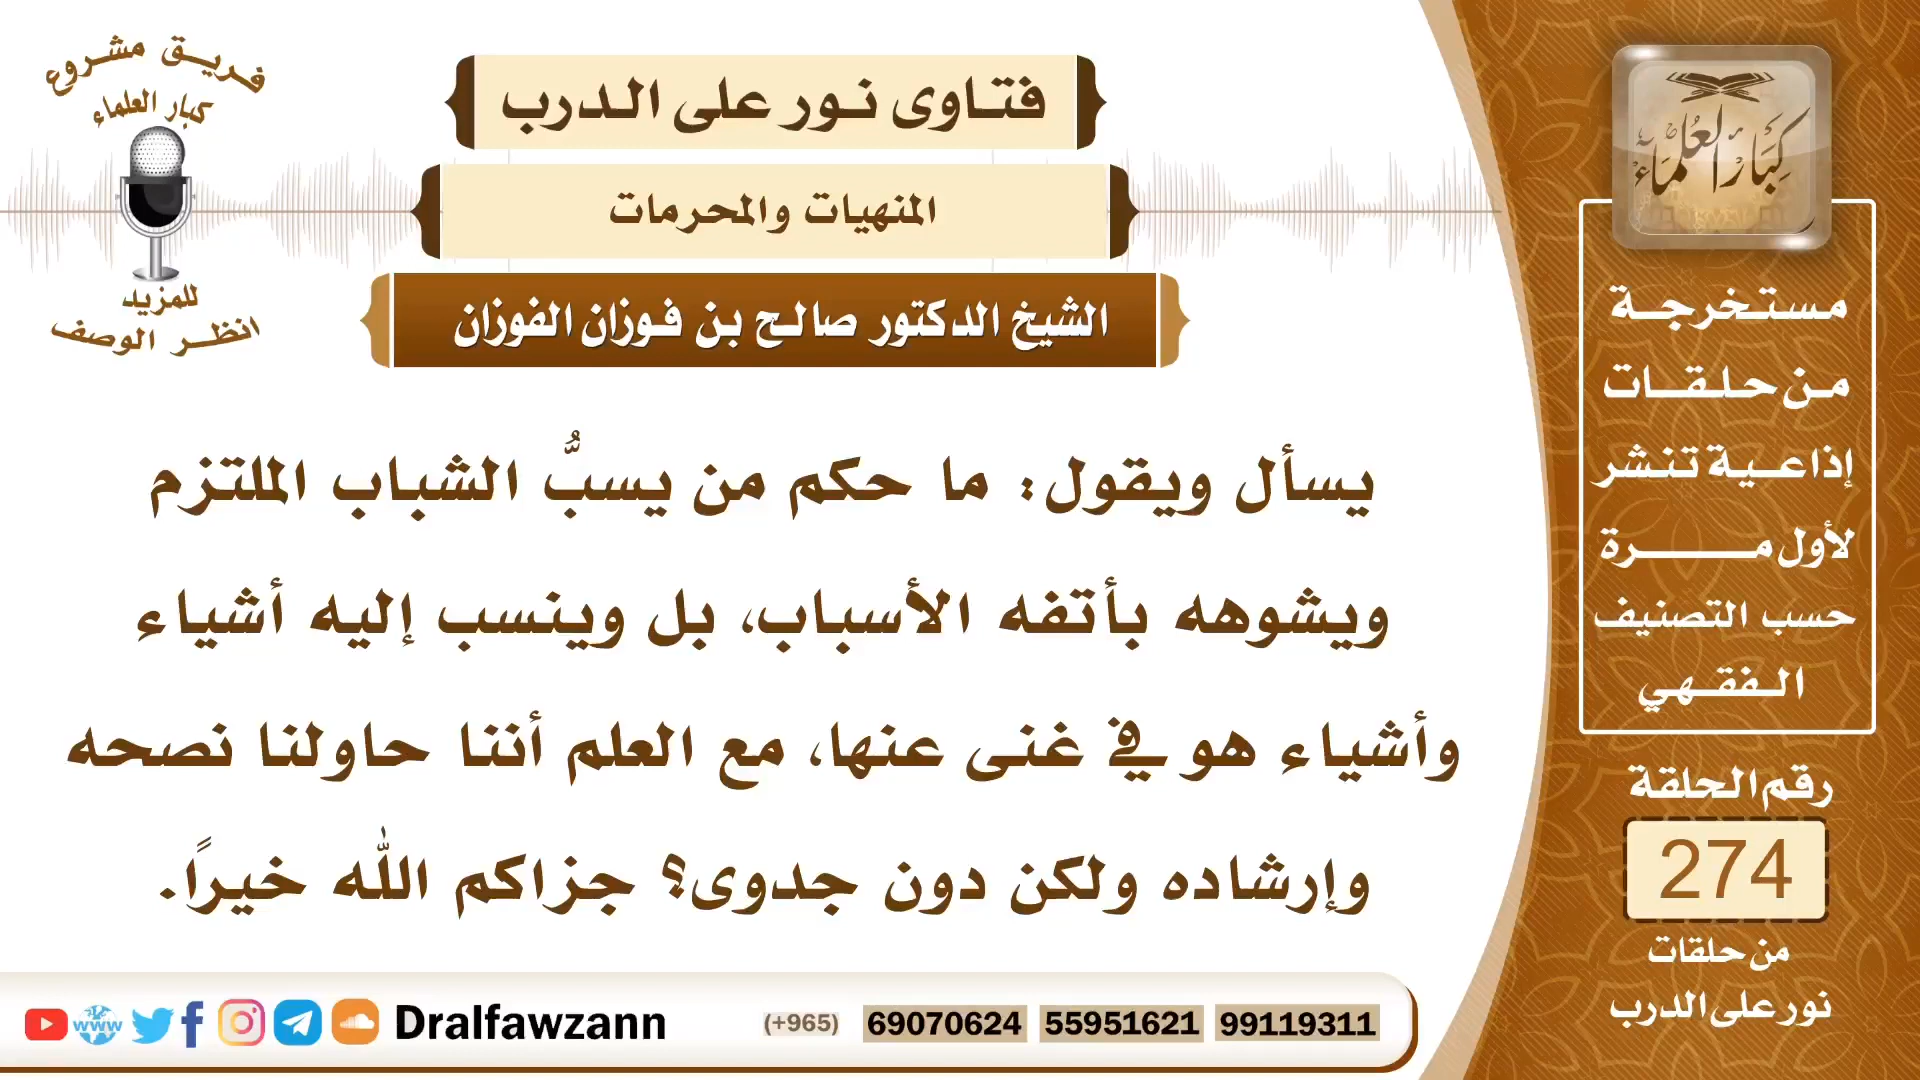 فريق مشروع
كبار العلماء
للمزيد
انظر الوصف
فتاوى نور على الدرب
المنهيات والمحرمات
الشيخ الدكتور صالح بن فوزان الفوزان
يسأل ويقول: ما حكم من يسبُّ الشباب الملتزم
ويشوهه بأتفه الأسباب، بل وينسب إليه أشياء
وأشياء هو في غنى عنها، مع العلم أننا حاولنا نصحه
وإرشاده ولكن دون جدوى؟ جزاكم الله خيرًا.
كبار العلماء
مستخرجة
من حلقات
إذاعية تنشر
لأول مرة
حسب التصنيف
الفقهي
رقم الحلقة
274
من حلقات
نور على الدرب
www Dralfawzann (+965) 69070624 55951621 99119311